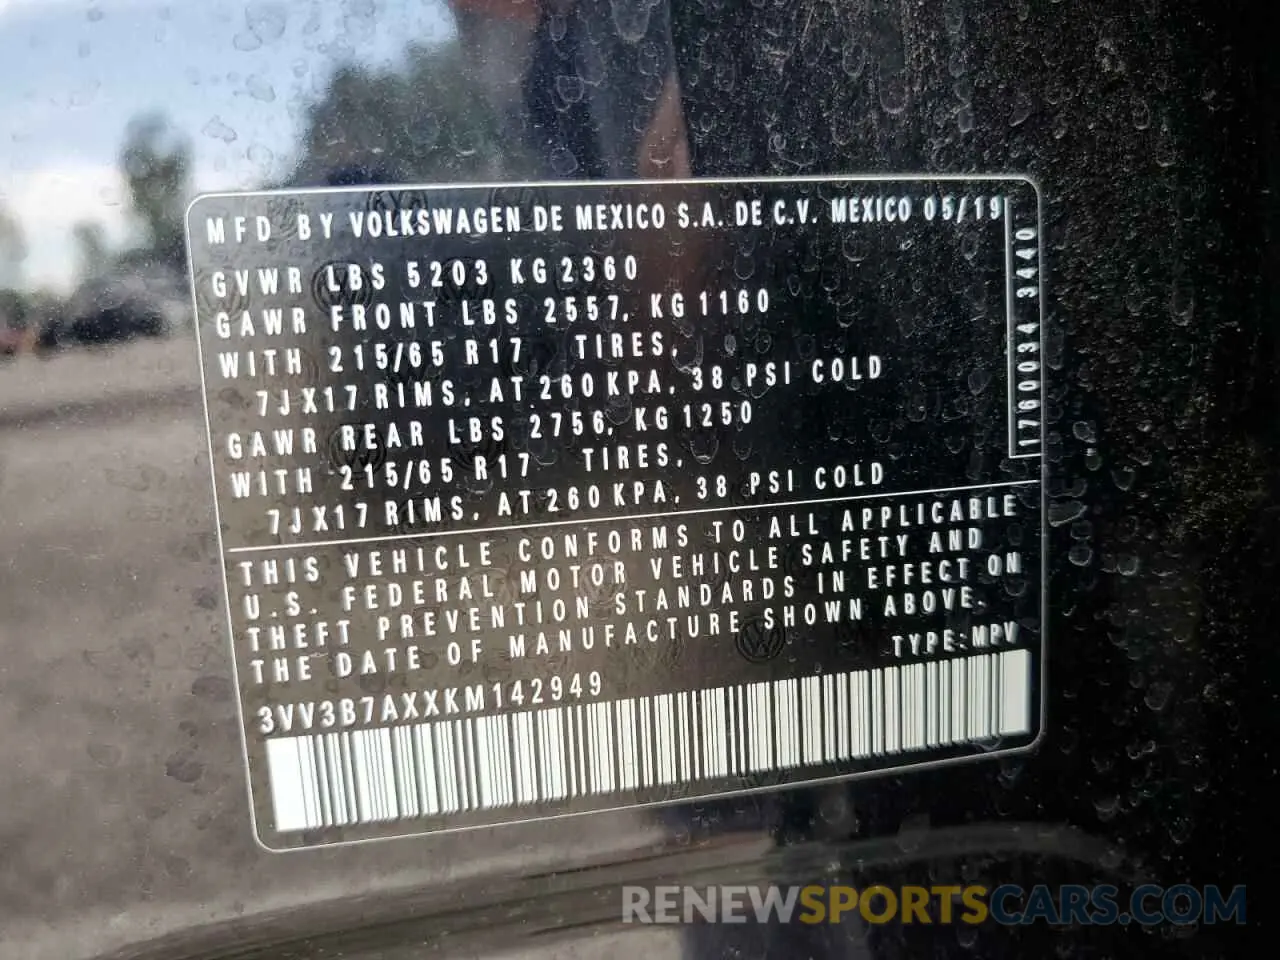 MFD BY VOLKSWAGEN DE MEXICO S.A. DE C.V. MEXICO 05/19
GVWR LBS 5203 KG 2360
GAWR FRONT LBS 2557, KG 1160
WITH 215/65 R17 TIRES,
7JX17 RIMS, AT 260 KPA, 38 PSI COLD
GAWR REAR LBS 2756, KG 1250
WITH 215/65 R17 TIRES,
7JX17 RIMS, AT 260 KPA, 38 PSI COLD
1760034 3440
THIS VEHICLE CONFORMS TO ALL APPLICABLE
U.S. FEDERAL MOTOR VEHICLE SAFETY AND
THEFT PREVENTION STANDARDS IN EFFECT ON
THE DATE OF MANUFACTURE SHOWN ABOVE.
TYPE:MPV
3VV3B7AXXKM142949
RENEWSPORTSCARS.COM